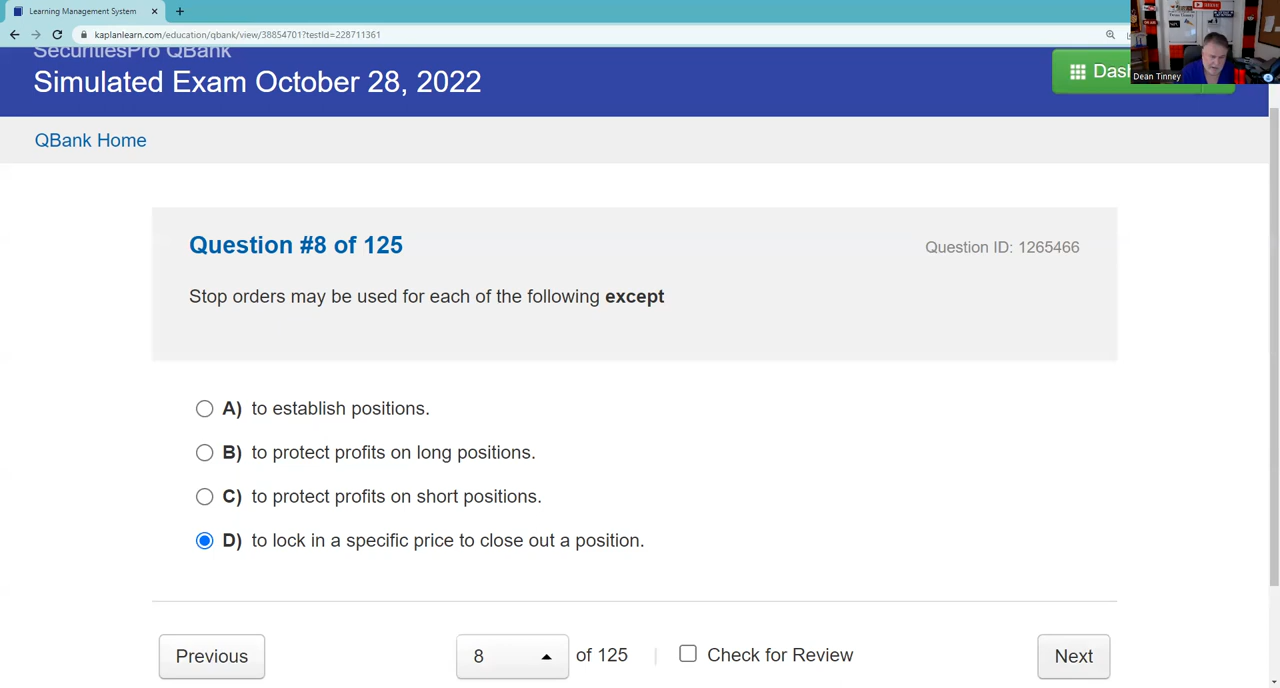 Learning Management System
kaplanlearn.com/education/qbank/view/38854701?testId=228711361
SecuritiesPro QBank
Simulated Exam October 28, 2022
Dean Tinney
QBank Home
Question #8 of 125
Question ID: 1265466
Stop orders may be used for each of the following except
A) to establish positions.
B) to protect profits on long positions.
C) to protect profits on short positions.
D) to lock in a specific price to close out a position.
Previous
8
of 125
Check for Review
Next